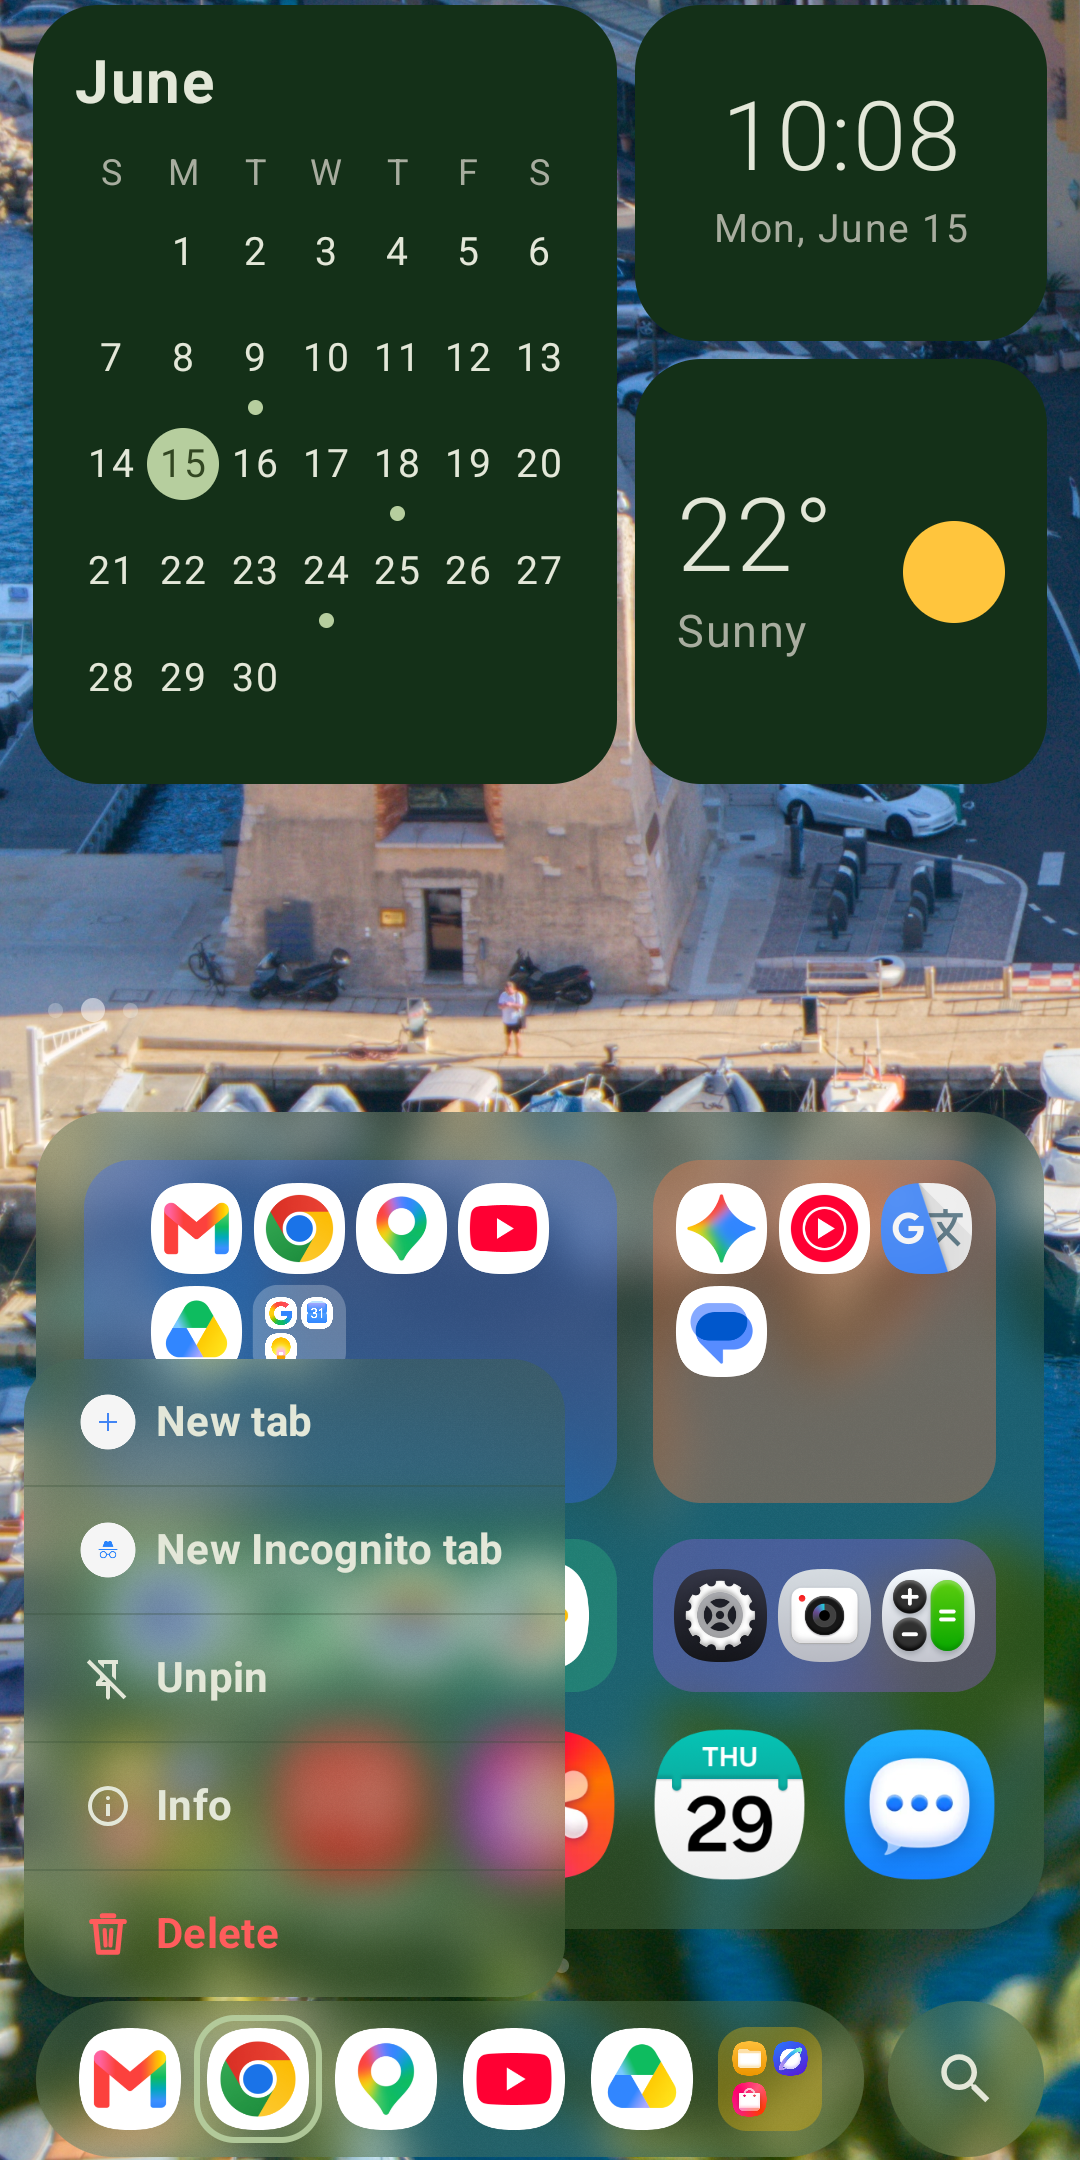 June
S M T W T F S
1 2 3 4 5 6
7 8 9 10 11 12 13
14 15 16 17 18 19 20
21 22 23 24 25 26 27
28 29 30
10:08
Mon, June 15
22°
Sunny
G 文
G 31
New tab
New Incognito tab
Unpin
Info
Delete
THU
29